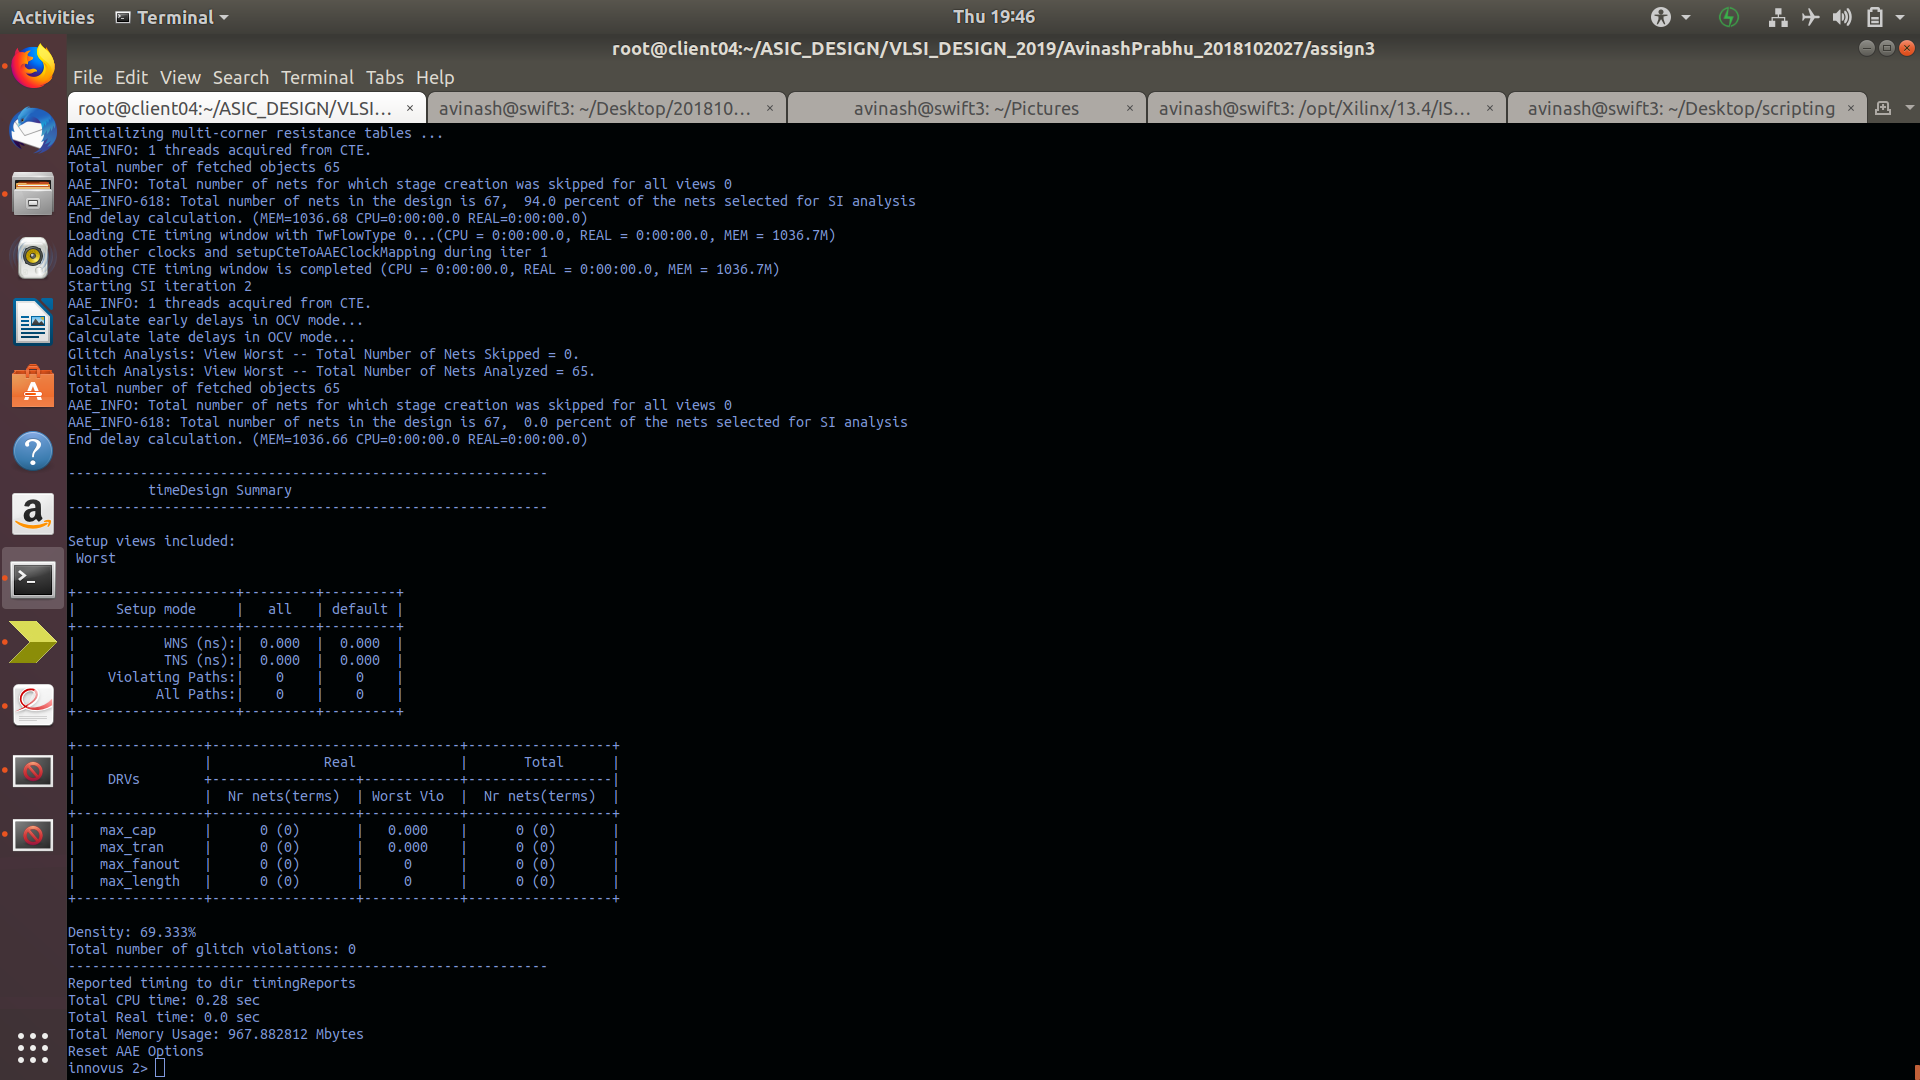 Activities Terminal Thu 19:46
root@client04:~/ASIC_DESIGN/VLSI_DESIGN_2019/AvinashPrabhu_2018102027/assign3
File Edit View Search Terminal Tabs Help
root@client04:~/ASIC_DESIGN/VLSI... × avinash@swift3: ~/Desktop/201810... × avinash@swift3: ~/Pictures × avinash@swift3: /opt/Xilinx/13.4/IS... × avinash@swift3: ~/Desktop/scripting ×
Initializing multi-corner resistance tables ...
AAE_INFO: 1 threads acquired from CTE.
Total number of fetched objects 65
AAE_INFO: Total number of nets for which stage creation was skipped for all views 0
AAE_INFO-618: Total number of nets in the design is 67,  94.0 percent of the nets selected for SI analysis
End delay calculation. (MEM=1036.68 CPU=0:00:00.0 REAL=0:00:00.0)
Loading CTE timing window with TwFlowType 0...(CPU = 0:00:00.0, REAL = 0:00:00.0, MEM = 1036.7M)
Add other clocks and setupCteToAAEClockMapping during iter 1
Loading CTE timing window is completed (CPU = 0:00:00.0, REAL = 0:00:00.0, MEM = 1036.7M)
Starting SI iteration 2
AAE_INFO: 1 threads acquired from CTE.
Calculate early delays in OCV mode...
Calculate late delays in OCV mode...
Glitch Analysis: View Worst -- Total Number of Nets Skipped = 0.
Glitch Analysis: View Worst -- Total Number of Nets Analyzed = 65.
Total number of fetched objects 65
AAE_INFO: Total number of nets for which stage creation was skipped for all views 0
AAE_INFO-618: Total number of nets in the design is 67,  0.0 percent of the nets selected for SI analysis
End delay calculation. (MEM=1036.66 CPU=0:00:00.0 REAL=0:00:00.0)
------------------------------------------------------------
          timeDesign Summary
------------------------------------------------------------
Setup views included:
 Worst
+--------------------+---------+---------+
|     Setup mode     |   all   | default |
+--------------------+---------+---------+
|           WNS (ns):|  0.000  |  0.000  |
|           TNS (ns):|  0.000  |  0.000  |
|    Violating Paths:|    0    |    0    |
|          All Paths:|    0    |    0    |
+--------------------+---------+---------+
+----------------+-------------------------------+------------------+
|                |              Real             |       Total      |
|    DRVs        +------------------+------------+------------------|
|                |  Nr nets(terms)  | Worst Vio  |  Nr nets(terms)  |
+----------------+------------------+------------+------------------+
|   max_cap      |      0 (0)       |   0.000    |      0 (0)       |
|   max_tran     |      0 (0)       |   0.000    |      0 (0)       |
|   max_fanout   |      0 (0)       |     0      |      0 (0)       |
|   max_length   |      0 (0)       |     0      |      0 (0)       |
+----------------+------------------+------------+------------------+
Density: 69.333%
Total number of glitch violations: 0
------------------------------------------------------------
Reported timing to dir timingReports
Total CPU time: 0.28 sec
Total Real time: 0.0 sec
Total Memory Usage: 967.882812 Mbytes
Reset AAE Options
innovus 2>